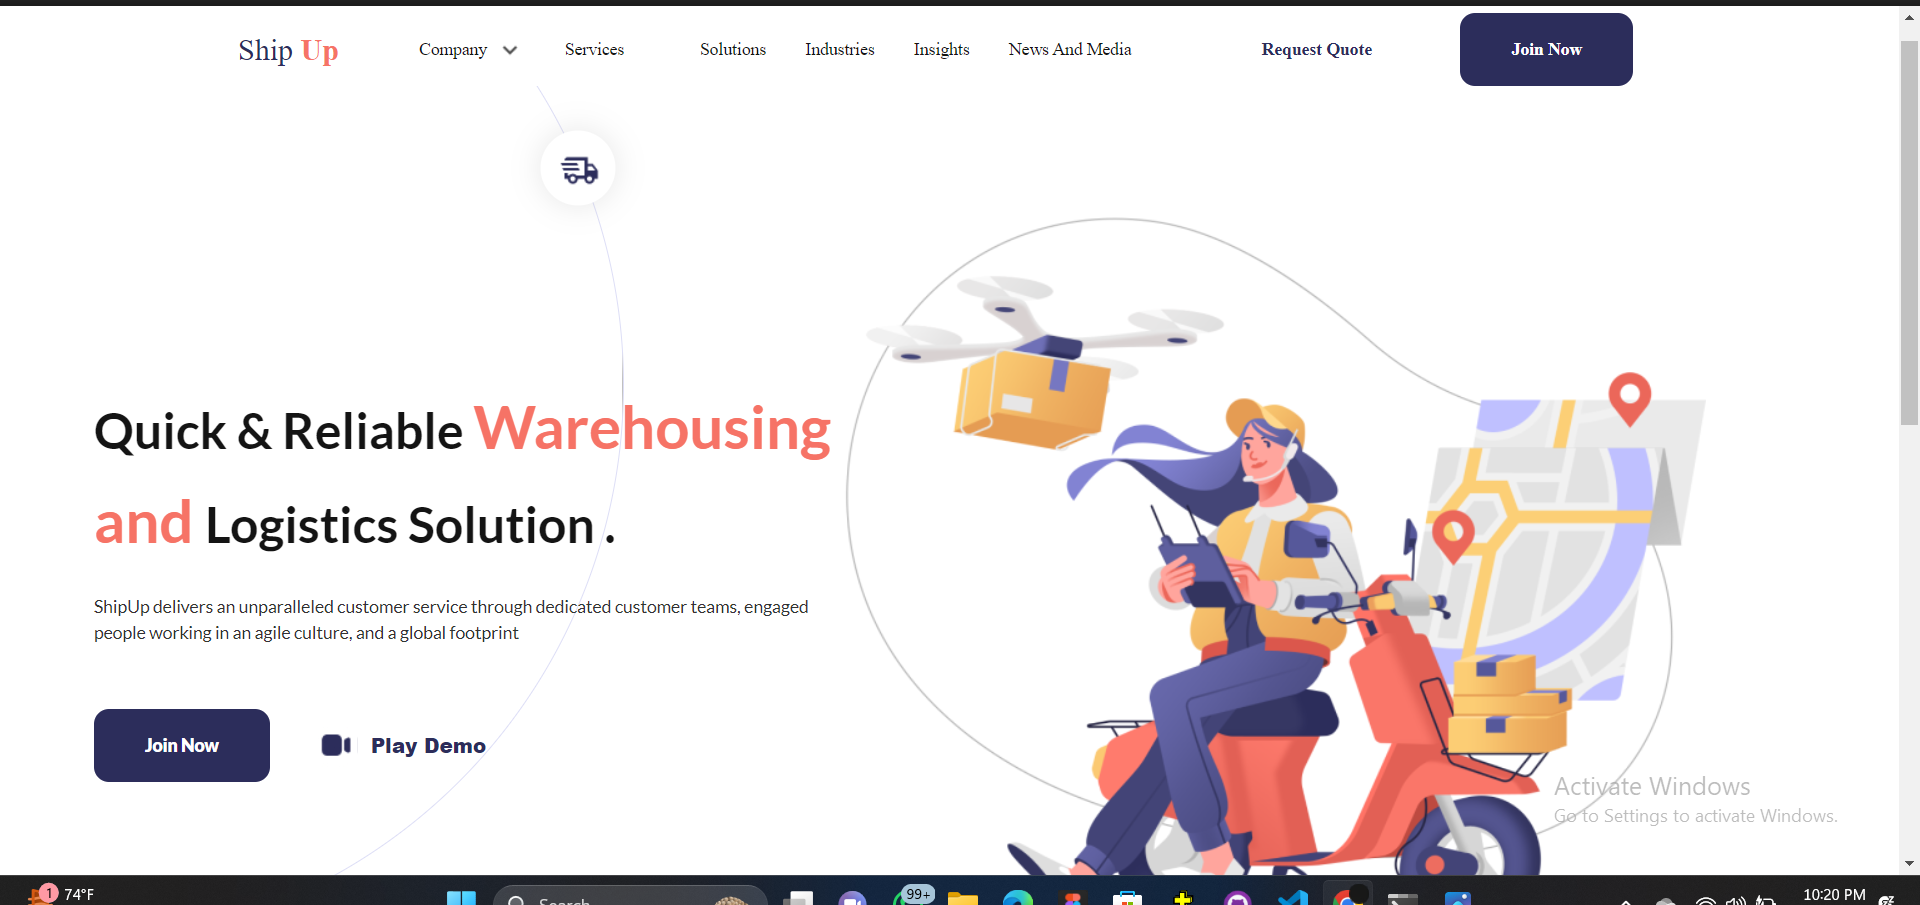 Ship Up
Company
Services
Solutions
Industries
Insights
News And Media
Request Quote
Join Now
Quick & Reliable Warehousing
and Logistics Solution .
ShipUp delivers an unparalleled customer service through dedicated customer teams, engaged
people working in an agile culture, and a global footprint
Join Now
Play Demo
Activate Windows
Go to Settings to activate Windows.
1
74°F
Search
99+
10:20 PM